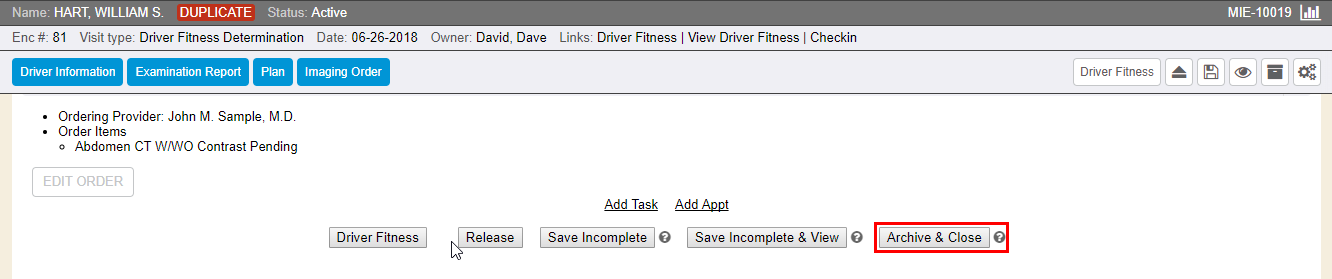 Name: HART, WILLIAM S. DUPLICATE Status: Active MIE-10019
Enc #: 81 Visit type: Driver Fitness Determination Date: 06-26-2018 Owner: David, Dave Links: Driver Fitness | View Driver Fitness | Checkin
Driver Information Examination Report Plan Imaging Order Driver Fitness
• Ordering Provider: John M. Sample, M.D.
• Order Items
○ Abdomen CT W/WO Contrast Pending
EDIT ORDER
Add Task Add Appt
Driver Fitness Release Save Incomplete ? Save Incomplete & View ? Archive & Close ?